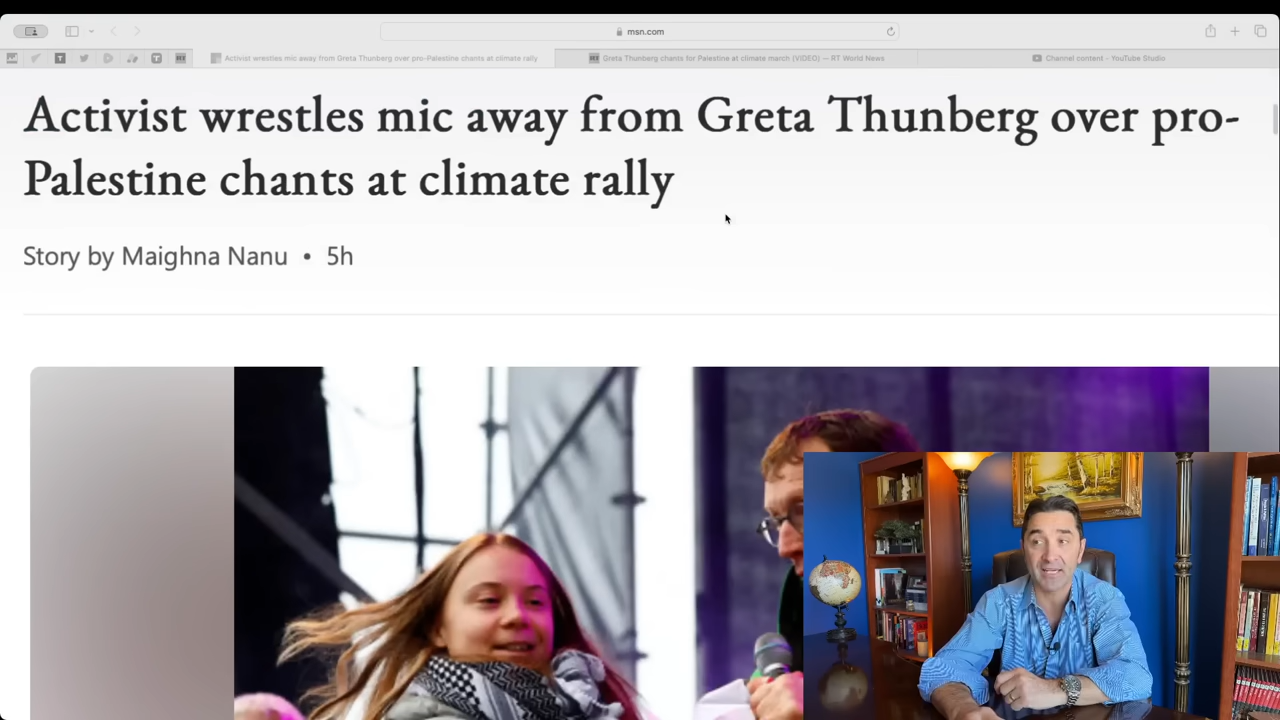 msn.com
Activist wrestles mic away from Greta Thunberg over pro-Palestine chants at climate rally
Greta Thunberg chants for Palestine at climate march (VIDEO) — RT World News
Channel content - YouTube Studio
Activist wrestles mic away from Greta Thunberg over pro-
Palestine chants at climate rally
Story by Maighna Nanu • 5h